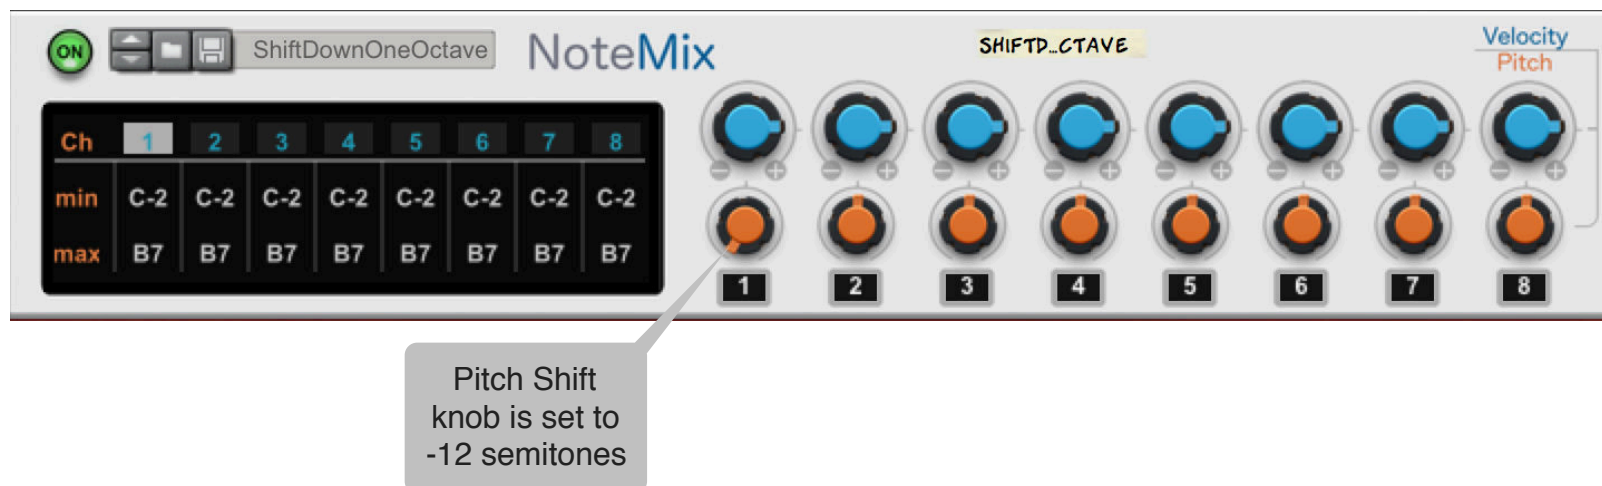 ON
ShiftDownOneOctave
NoteMix
SHIFTD…CTAVE
Velocity
Pitch
Ch 1 2 3 4 5 6 7 8
min C-2 C-2 C-2 C-2 C-2 C-2 C-2 C-2
max B7 B7 B7 B7 B7 B7 B7 B7
1 2 3 4 5 6 7 8
Pitch Shift
knob is set to
-12 semitones